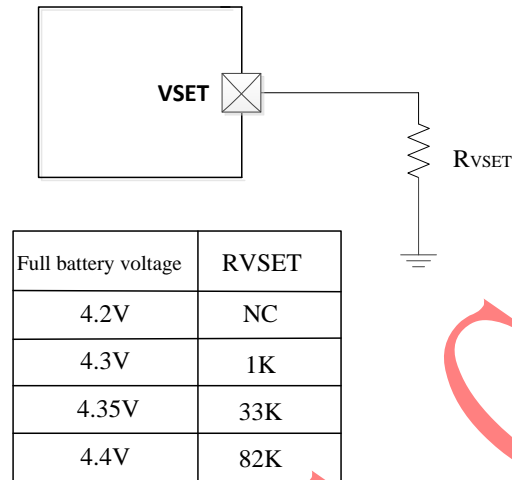 VSET
RVSET
Full battery voltage RVSET
4.2V NC
4.3V 1K
4.35V 33K
4.4V 82K